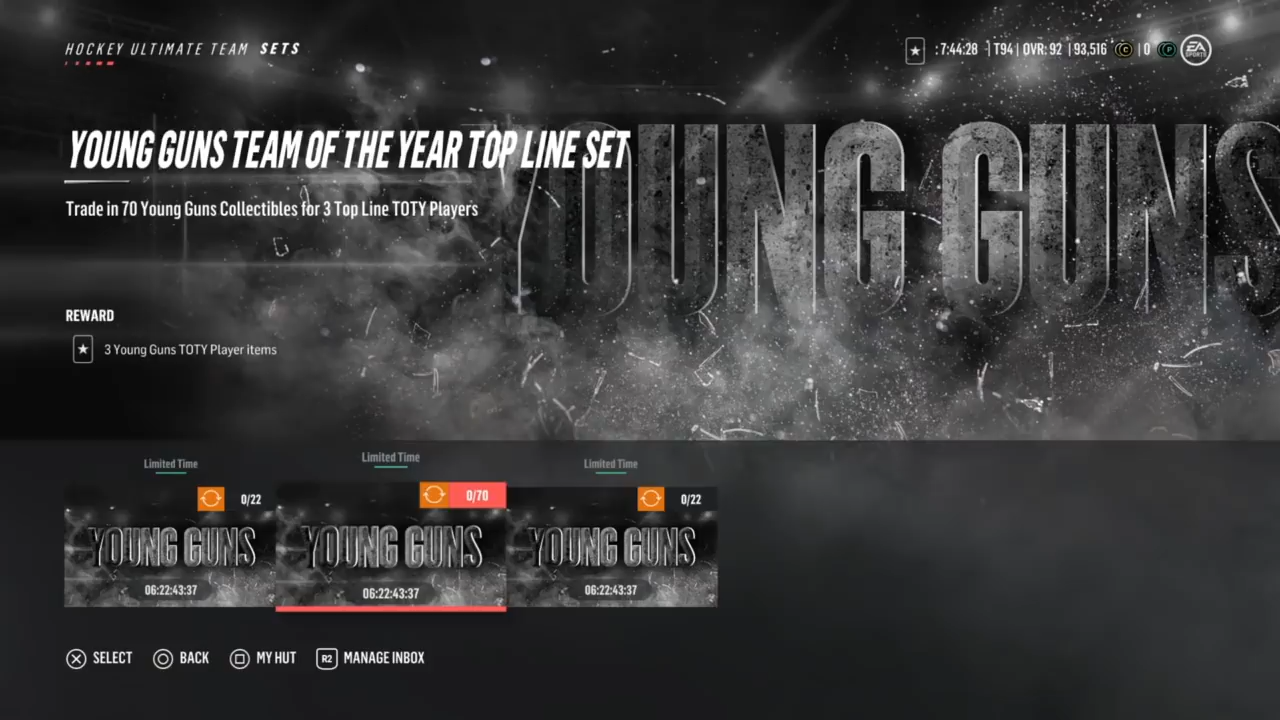 HOCKEY ULTIMATE TEAM SETS
: 7:44:28 | T94 | OVR: 92 | 93,516 C | 0 P EA SPORTS
YOUNG GUNS TEAM OF THE YEAR TOP LINE SET
YOUNG GUNS
Trade in 70 Young Guns Collectibles for 3 Top Line TOTY Players
REWARD
3 Young Guns TOTY Player items
Limited Time
Limited Time
Limited Time
0/22
0/70
0/22
YOUNG GUNS
YOUNG GUNS
YOUNG GUNS
06:22:43:37
06:22:43:37
06:22:43:37
SELECT BACK MY HUT R2 MANAGE INBOX